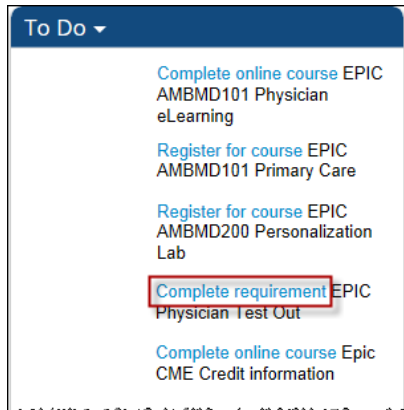 To Do
Complete online course EPIC
AMBMD101 Physician
eLearning
Register for course EPIC
AMBMD101 Primary Care
Register for course EPIC
AMBMD200 Personalization
Lab
Complete requirement EPIC
Physician Test Out
Complete online course Epic
CME Credit information